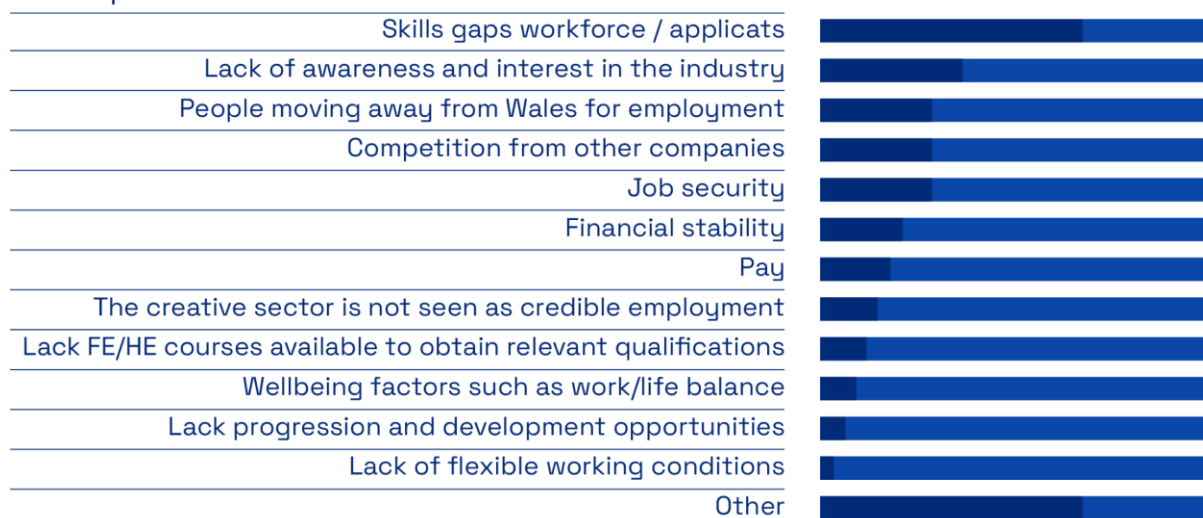 Skills gaps workforce / applicats
Lack of awareness and interest in the industry
People moving away from Wales for employment
Competition from other companies
Job security
Financial stability
Pay
The creative sector is not seen as credible employment
Lack FE/HE courses available to obtain relevant qualifications
Wellbeing factors such as work/life balance
Lack progression and development opportunities
Lack of flexible working conditions
Other